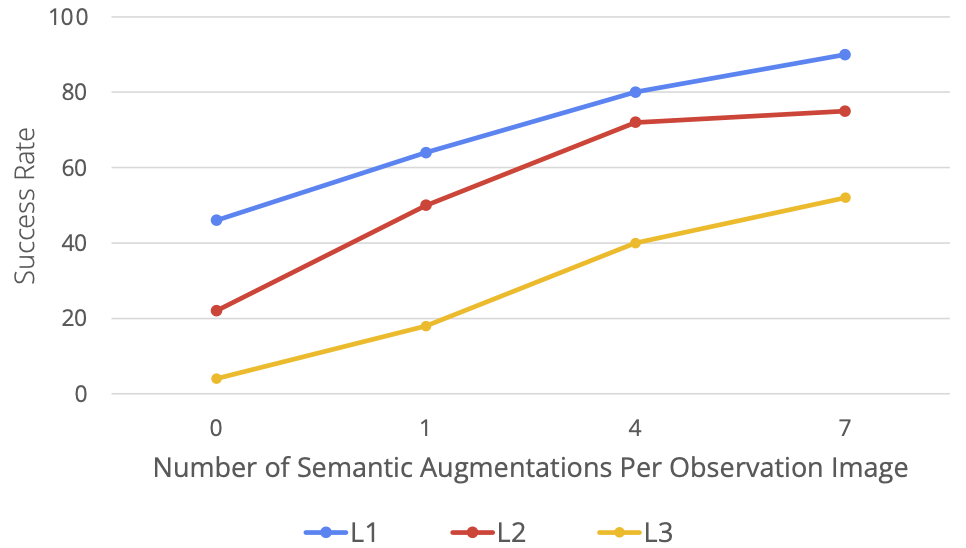 100
80
60
40
20
0
Success Rate
0 1 4 7
Number of Semantic Augmentations Per Observation Image
L1 L2 L3